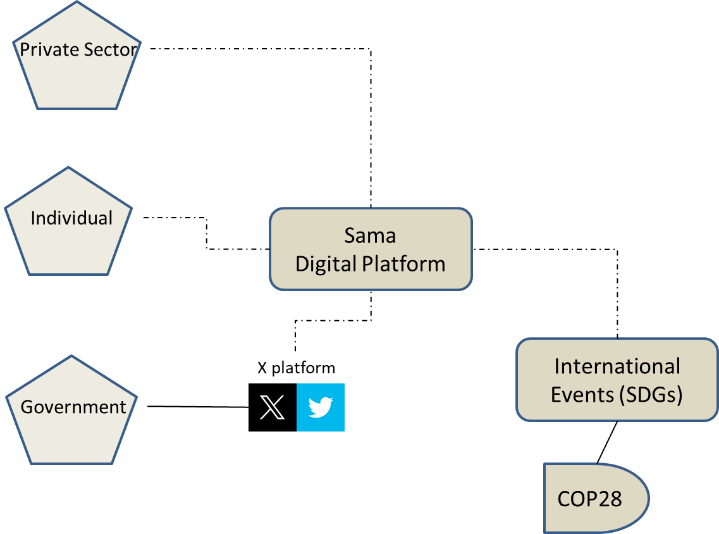 Private Sector
Individual
Sama
Digital Platform
X platform
Government
International
Events (SDGs)
COP28